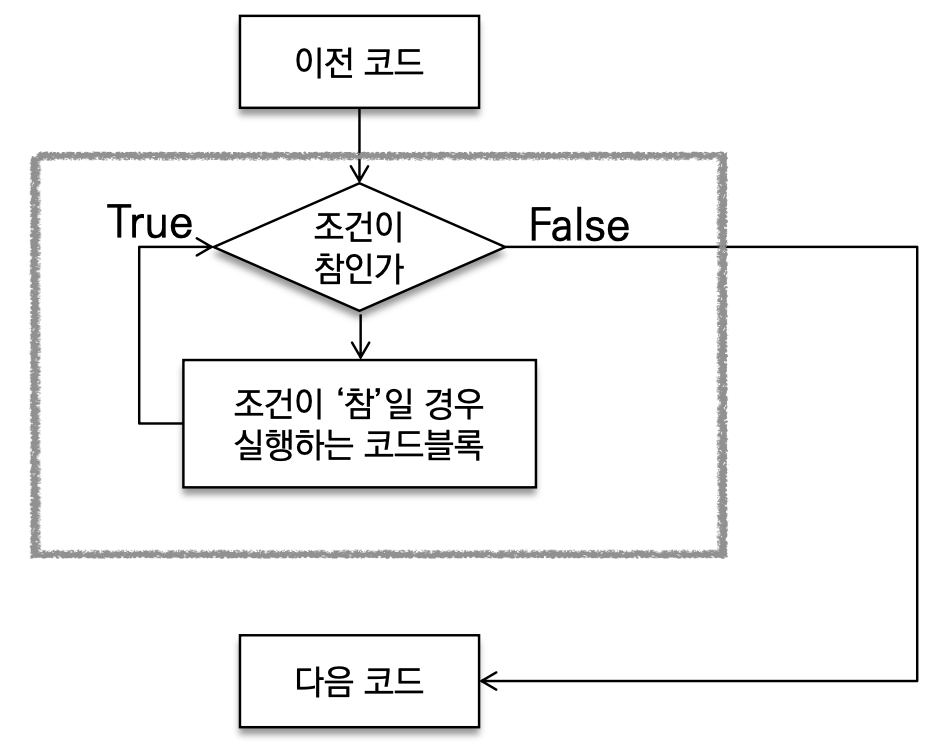 이전 코드
True
조건이
참인가
False
조건이 ‘참’일 경우
실행하는 코드블록
다음 코드